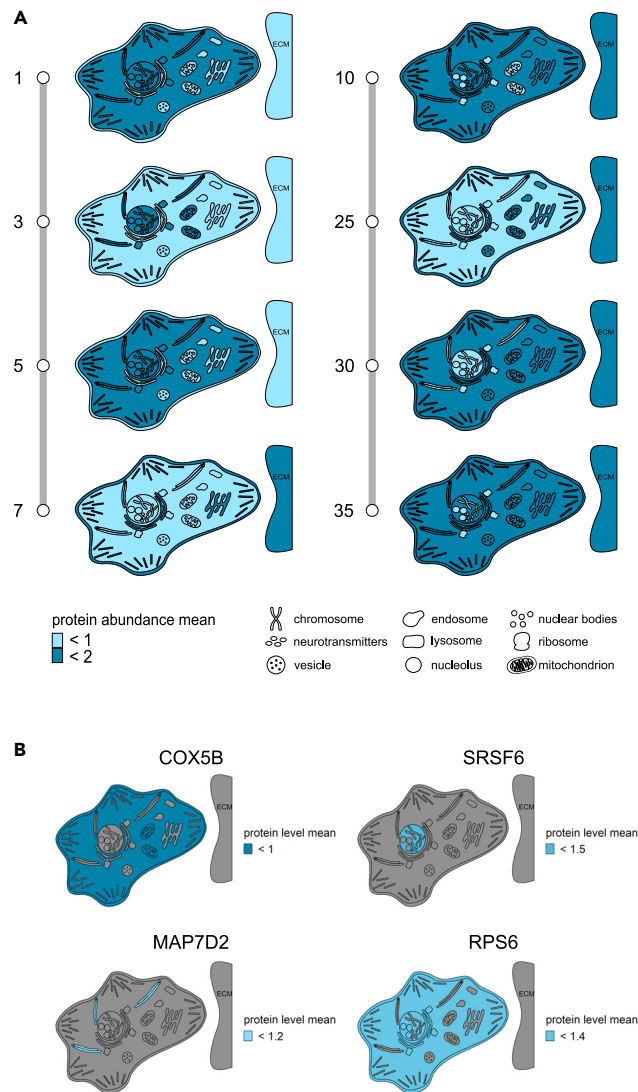 A
1
ECM
10
ECM
3
ECM
25
ECM
5
ECM
30
ECM
7
ECM
35
ECM
protein abundance mean
< 1
< 2
chromosome
endosome
nuclear bodies
neurotransmitters
lysosome
ribosome
vesicle
nucleolus
mitochondrion
B
COX5B
ECM
protein level mean
< 1
SRSF6
ECM
protein level mean
< 1.5
MAP7D2
ECM
protein level mean
< 1.2
RPS6
ECM
protein level mean
< 1.4